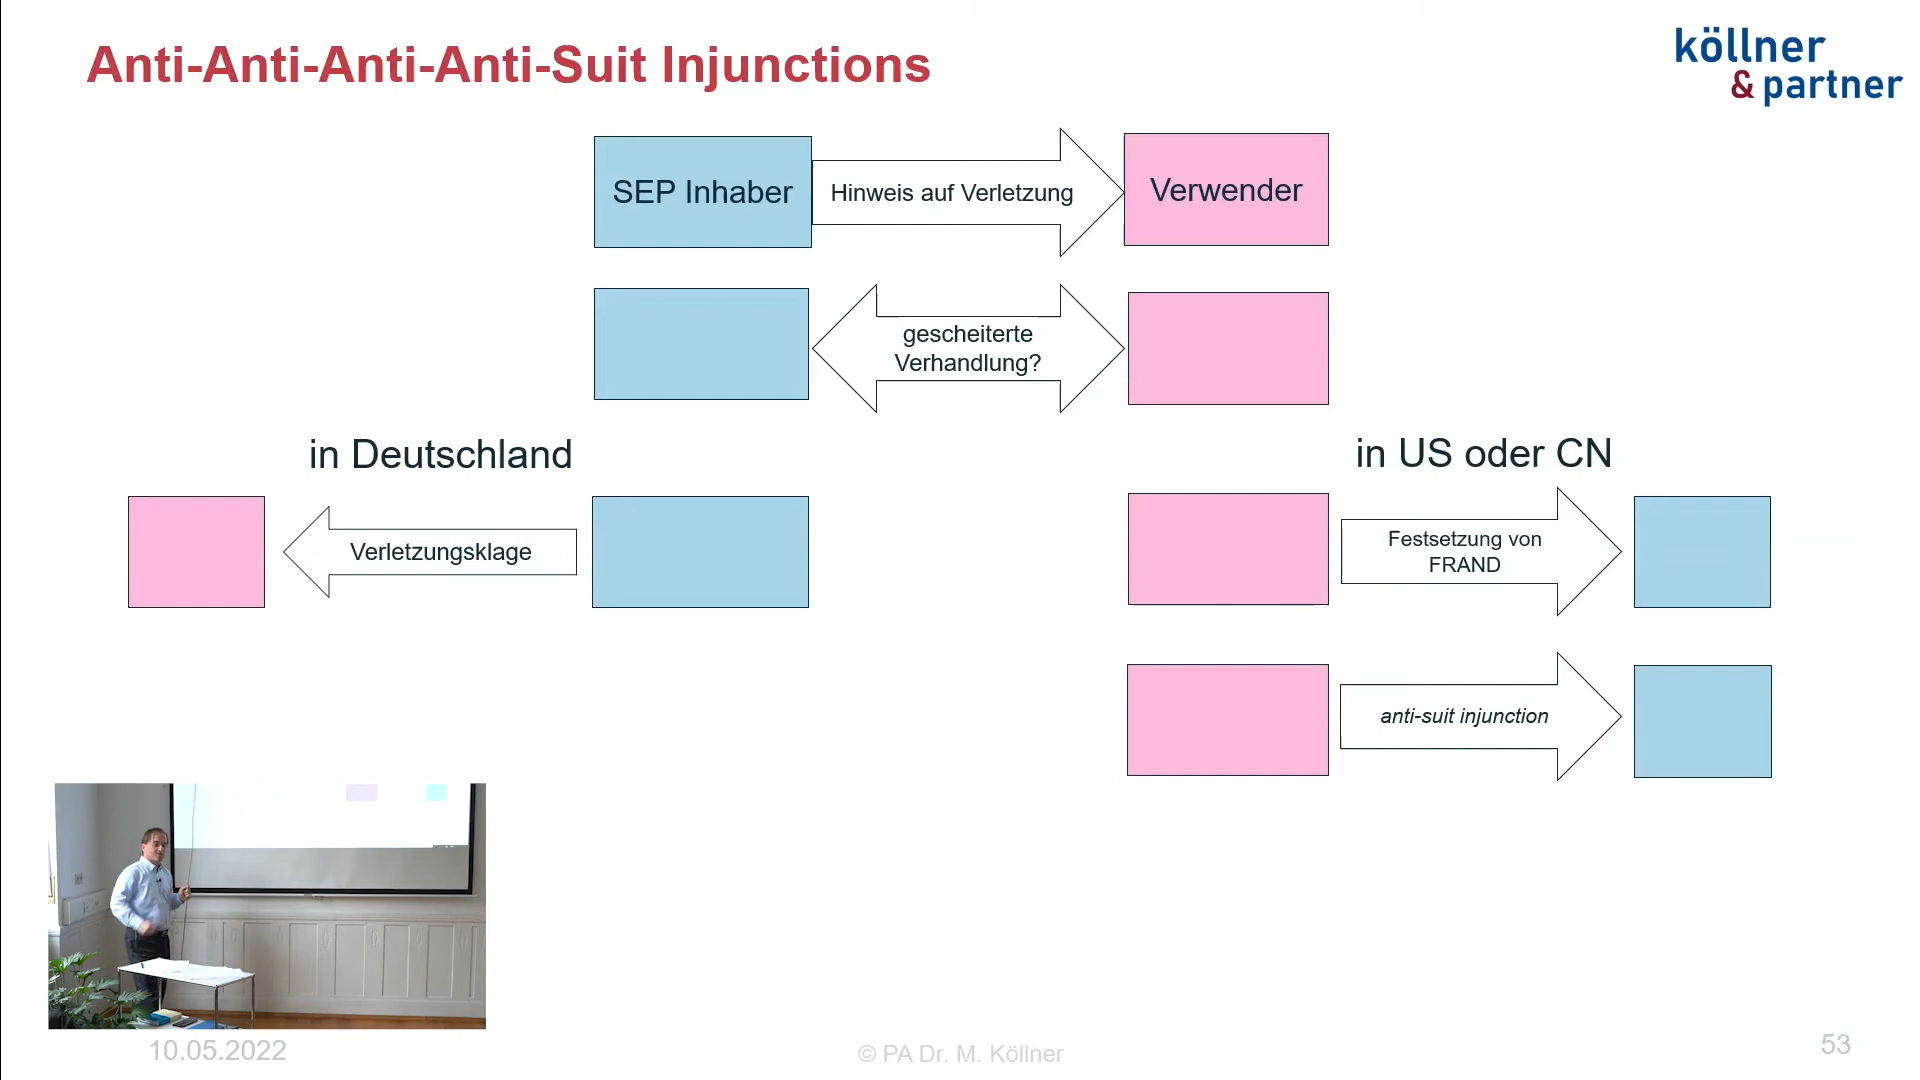 Anti-Anti-Anti-Anti-Suit Injunctions
köllner
& partner
SEP Inhaber
Hinweis auf Verletzung
Verwender
gescheiterte
Verhandlung?
in Deutschland
in US oder CN
Verletzungsklage
Festsetzung von
FRAND
anti-suit injunction
10.05.2022
© PA Dr. M. Köllner
53